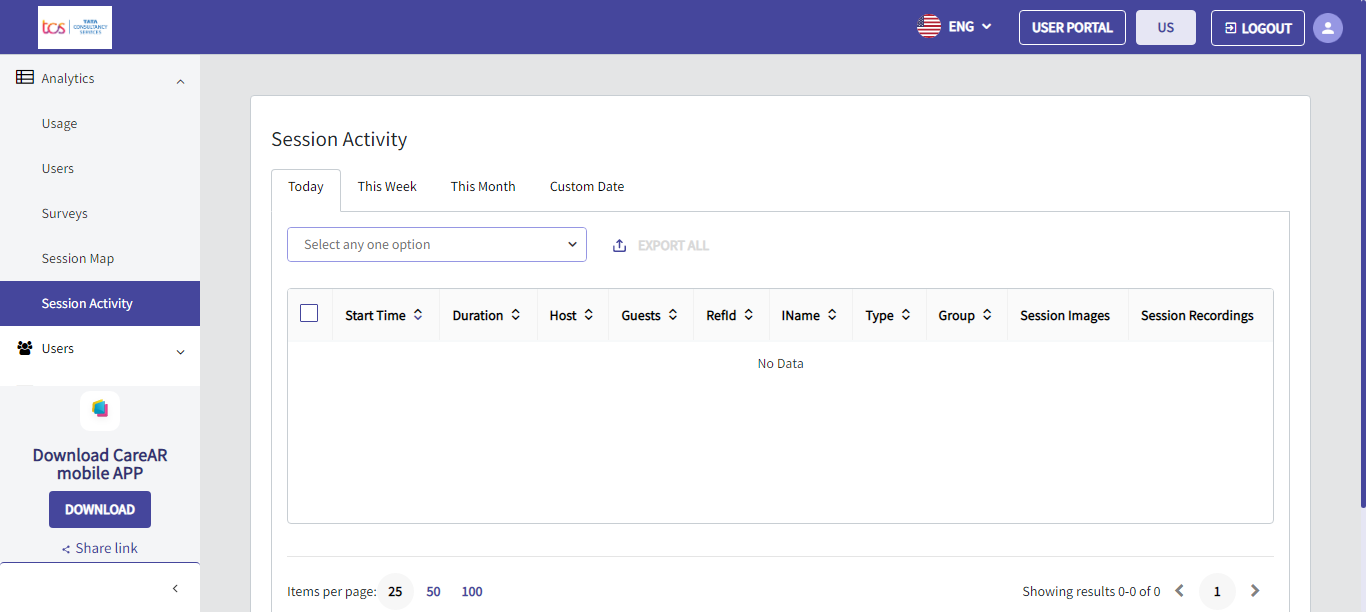 tcs TATA CONSULTANCY SERVICES
ENG USER PORTAL US LOGOUT
Analytics
Usage
Users
Surveys
Session Map
Session Activity
Users
Download CareAR
mobile APP
DOWNLOAD
Share link
Session Activity
Today This Week This Month Custom Date
Select any one option EXPORT ALL
Start Time Duration Host Guests RefId IName Type Group Session Images Session Recordings
No Data
Items per page: 25 50 100 Showing results 0-0 of 0 1